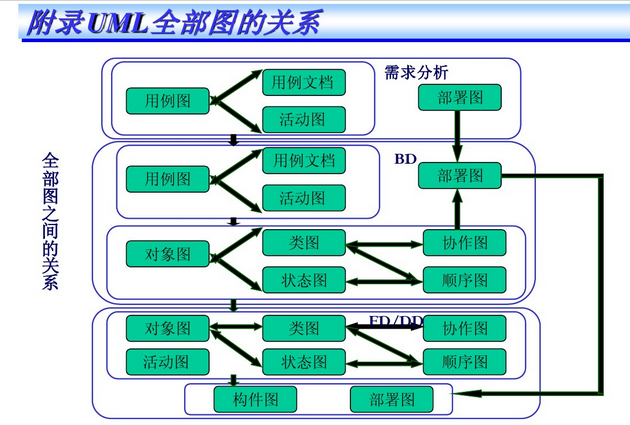 附录UML全部图的关系
需求分析
用例图
用例文档
活动图
部署图
全部图之间的关系
BD
用例图
用例文档
活动图
部署图
对象图
类图
协作图
状态图
顺序图
FD/DD
对象图
类图
协作图
活动图
状态图
顺序图
构件图
部署图